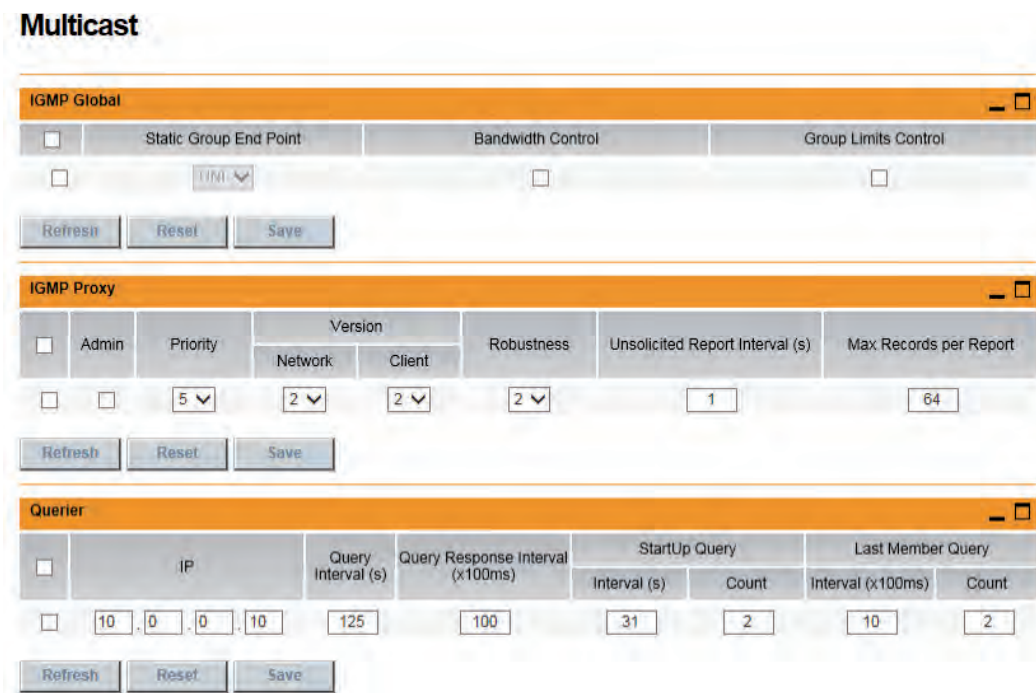 Multicast
IGMP Global
Static Group End Point Bandwidth Control Group Limits Control
UNI
Refresh Reset Save
IGMP Proxy
Admin Priority Version Robustness Unsolicited Report Interval (s) Max Records per Report
Network Client
5 2 2 2 1 64
Refresh Reset Save
Querier
IP Query Interval (s) Query Response Interval (x100ms) StartUp Query Last Member Query
Interval (s) Count Interval (x100ms) Count
10 .0 .0 .10 125 100 31 2 10 2
Refresh Reset Save